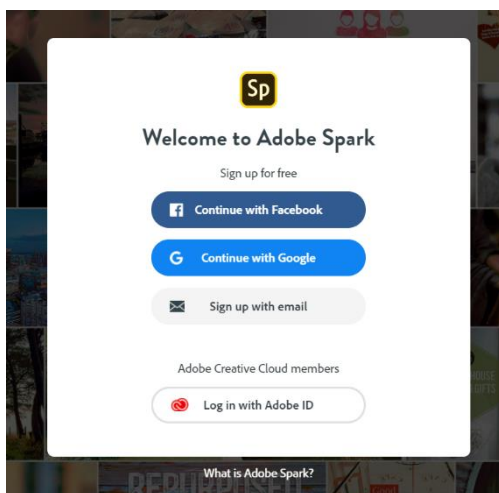 Sp
Welcome to Adobe Spark
Sign up for free
Continue with Facebook
Continue with Google
Sign up with email
Adobe Creative Cloud members
Log in with Adobe ID
What is Adobe Spark?
REPURPOSED